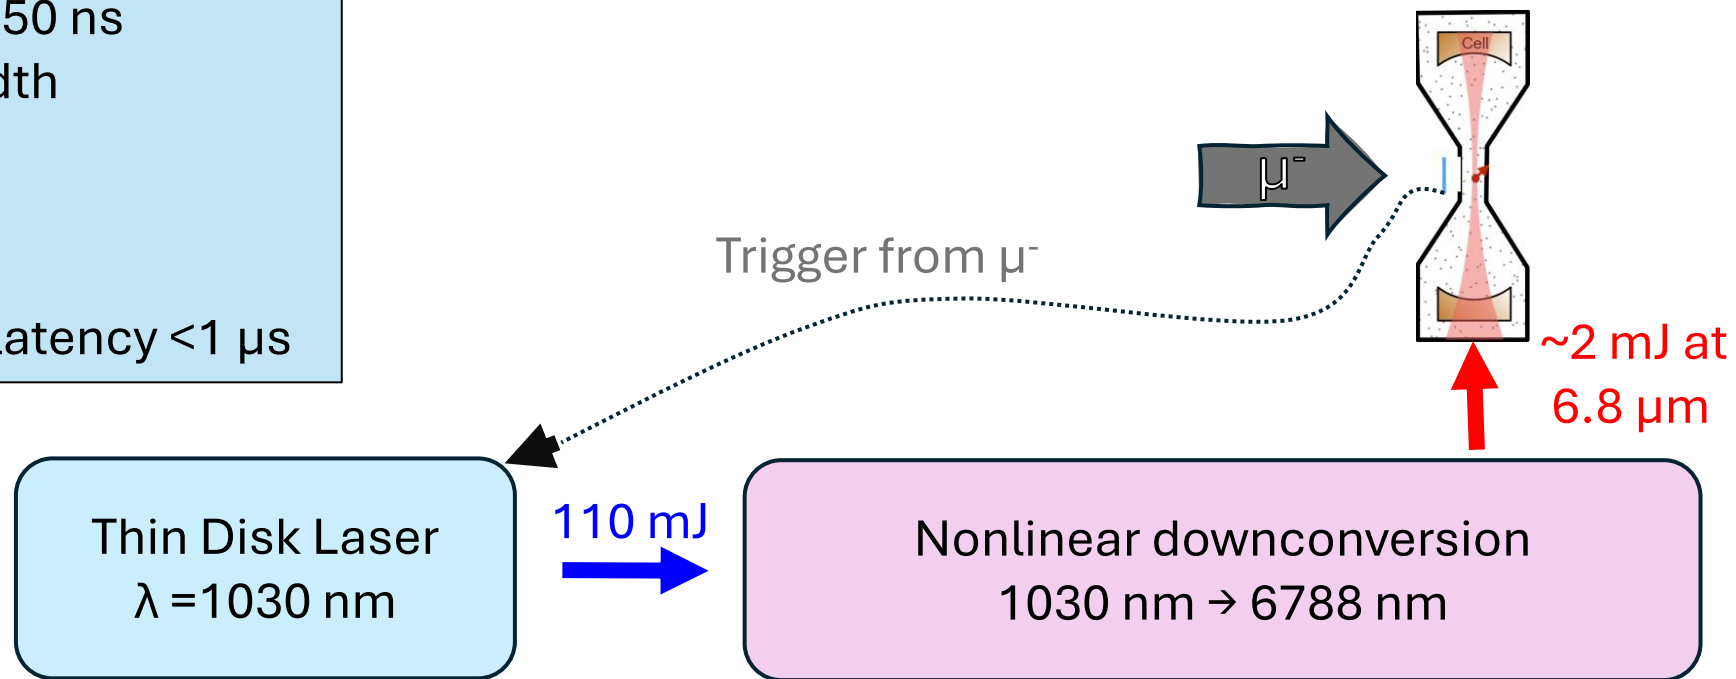 50 ns
dth
Latency <1 µs
Cell
µ⁻
Trigger from µ⁻
~2 mJ at
6.8 µm
Thin Disk Laser
λ =1030 nm
110 mJ
Nonlinear downconversion
1030 nm → 6788 nm